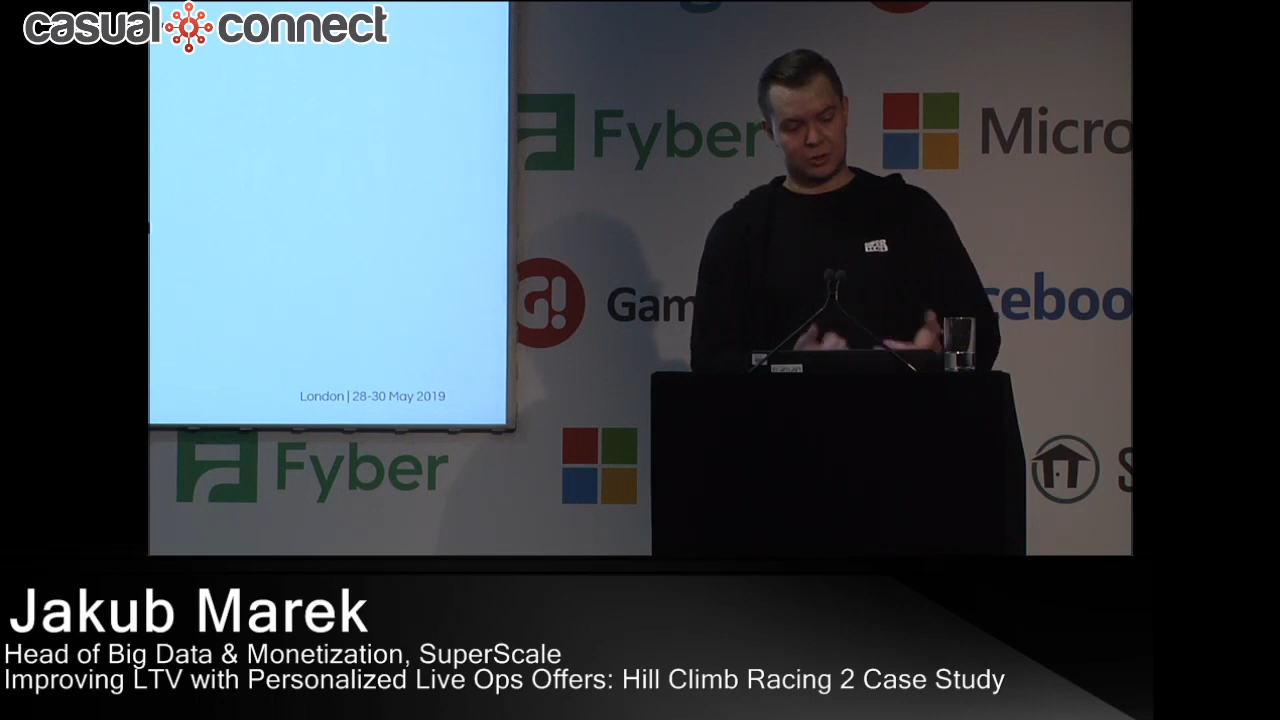 casual connect
Fyber
Micro
G!
Gam
ceboo
London | 28-30 May 2019
Fyber
S
Jakub Marek
Head of Big Data & Monetization, SuperScale
Improving LTV with Personalized Live Ops Offers: Hill Climb Racing 2 Case Study